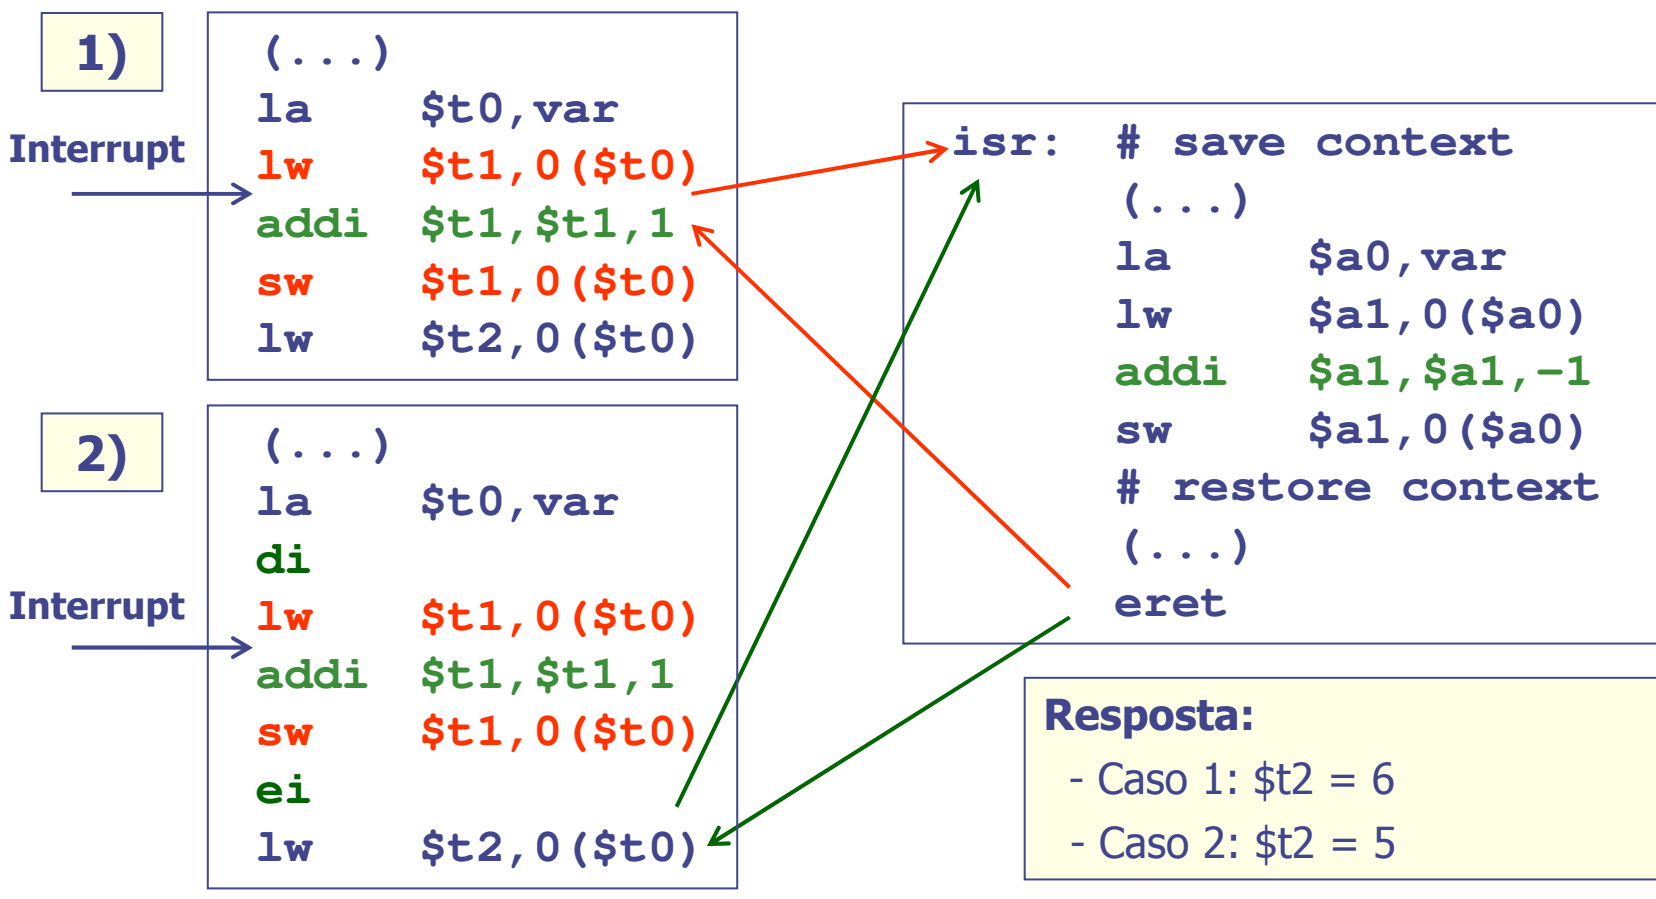 1)
(...)
la $t0,var
Interrupt
lw $t1,0($t0)
addi $t1,$t1,1
sw $t1,0($t0)
lw $t2,0($t0)
2)
(...)
la $t0,var
di
Interrupt
lw $t1,0($t0)
addi $t1,$t1,1
sw $t1,0($t0)
ei
lw $t2,0($t0)
isr: # save context
(...)
la $a0,var
lw $a1,0($a0)
addi $a1,$a1,–1
sw $a1,0($a0)
# restore context
(...)
eret
Resposta:
- Caso 1: $t2 = 6
- Caso 2: $t2 = 5